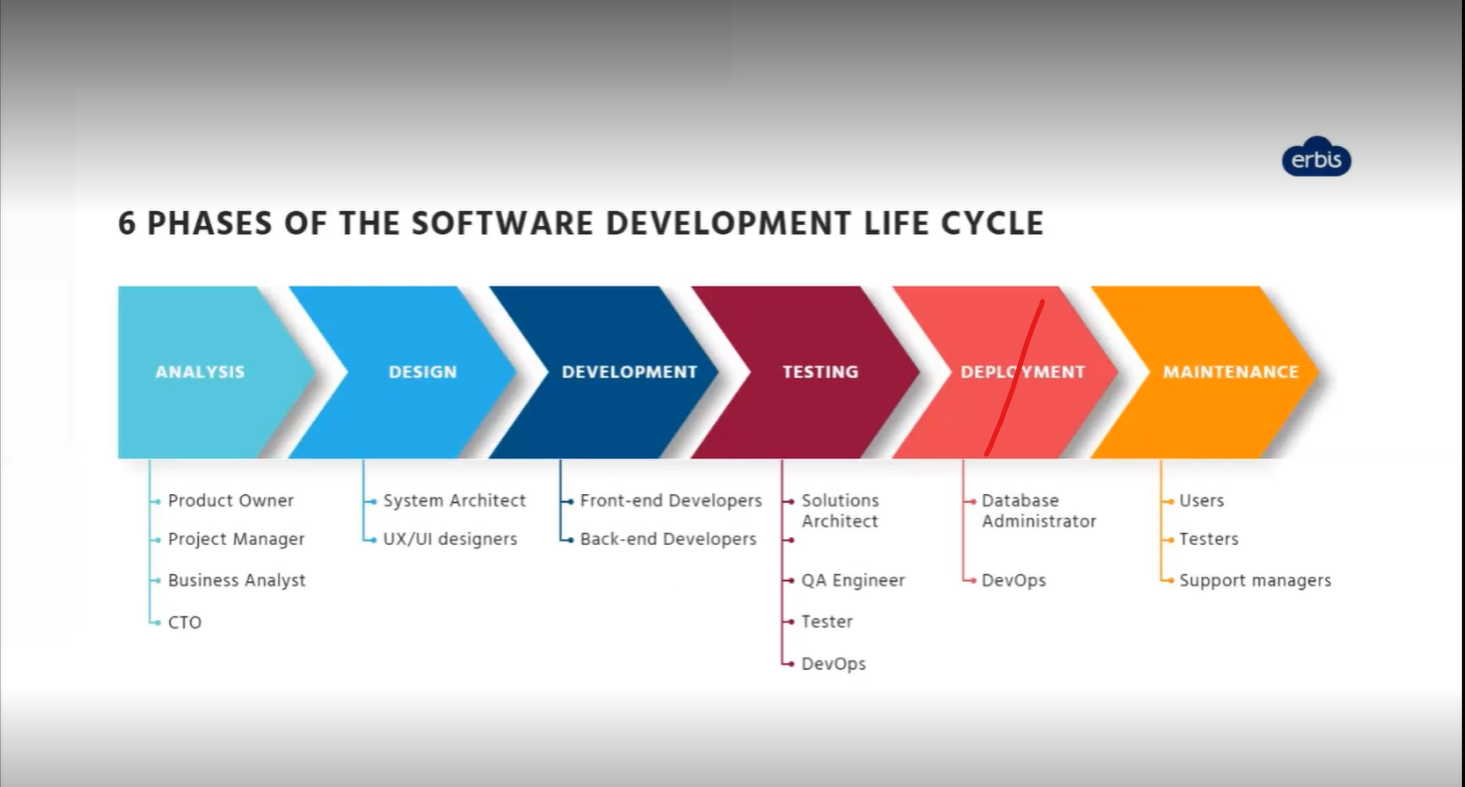 erbis
6 PHASES OF THE SOFTWARE DEVELOPMENT LIFE CYCLE
ANALYSIS
DESIGN
DEVELOPMENT
TESTING
DEPLOYMENT
MAINTENANCE
Product Owner
Project Manager
Business Analyst
CTO
System Architect
UX/UI designers
Front-end Developers
Back-end Developers
Solutions
Architect
QA Engineer
Tester
DevOps
Database
Administrator
DevOps
Users
Testers
Support managers